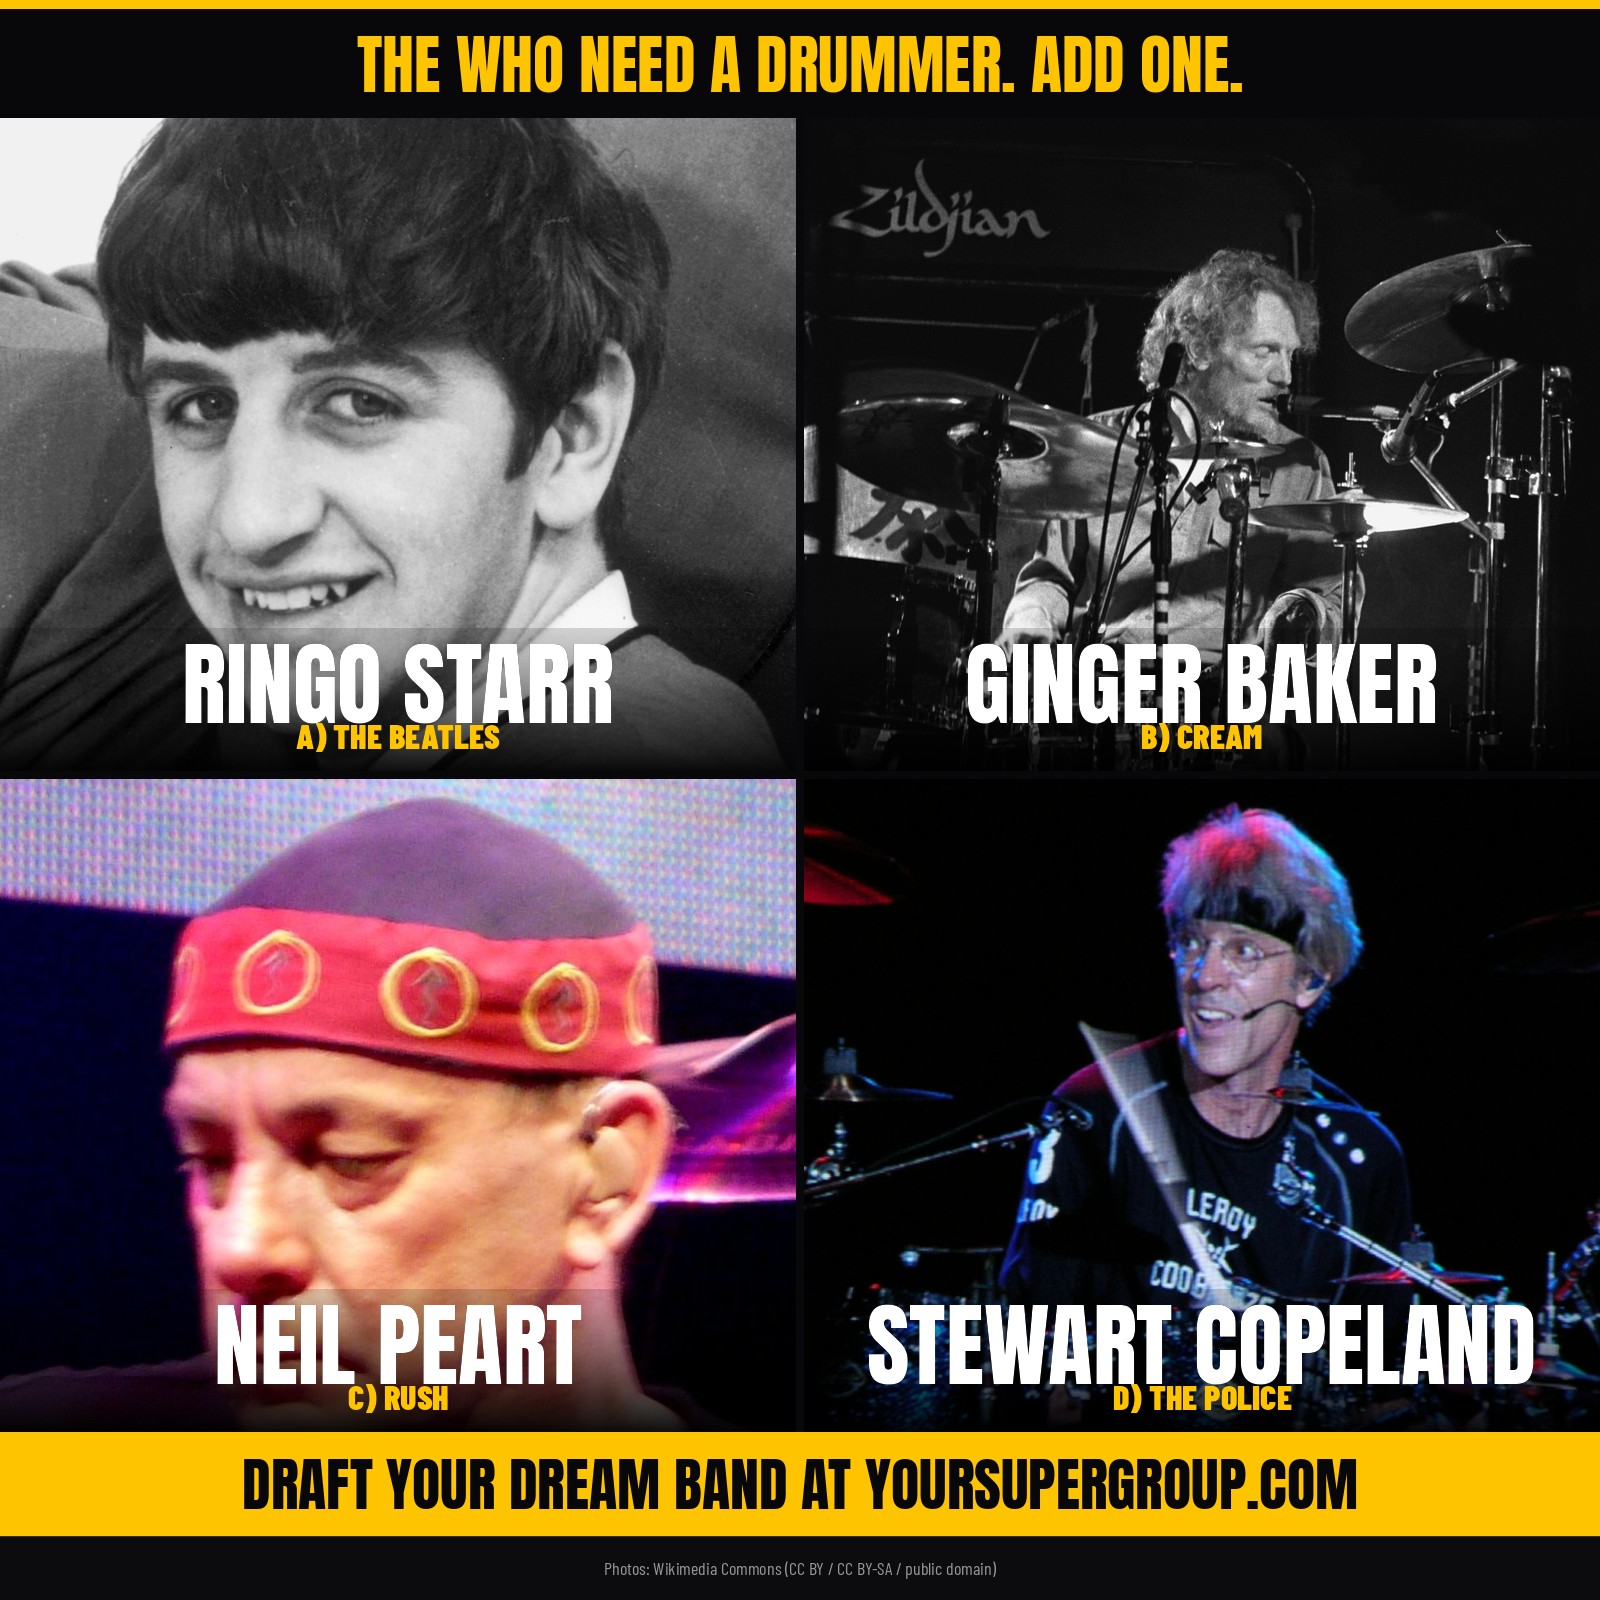 THE WHO NEED A DRUMMER. ADD ONE.
Zildjian
RINGO STARR
A) THE BEATLES
GINGER BAKER
B) CREAM
3
LEROY
NEIL PEART
C) RUSH
STEWART COPELAND
D) THE POLICE
DRAFT YOUR DREAM BAND AT YOURSUPERGROUP.COM
Photos: Wikimedia Commons (CC BY / CC BY-SA / public domain)